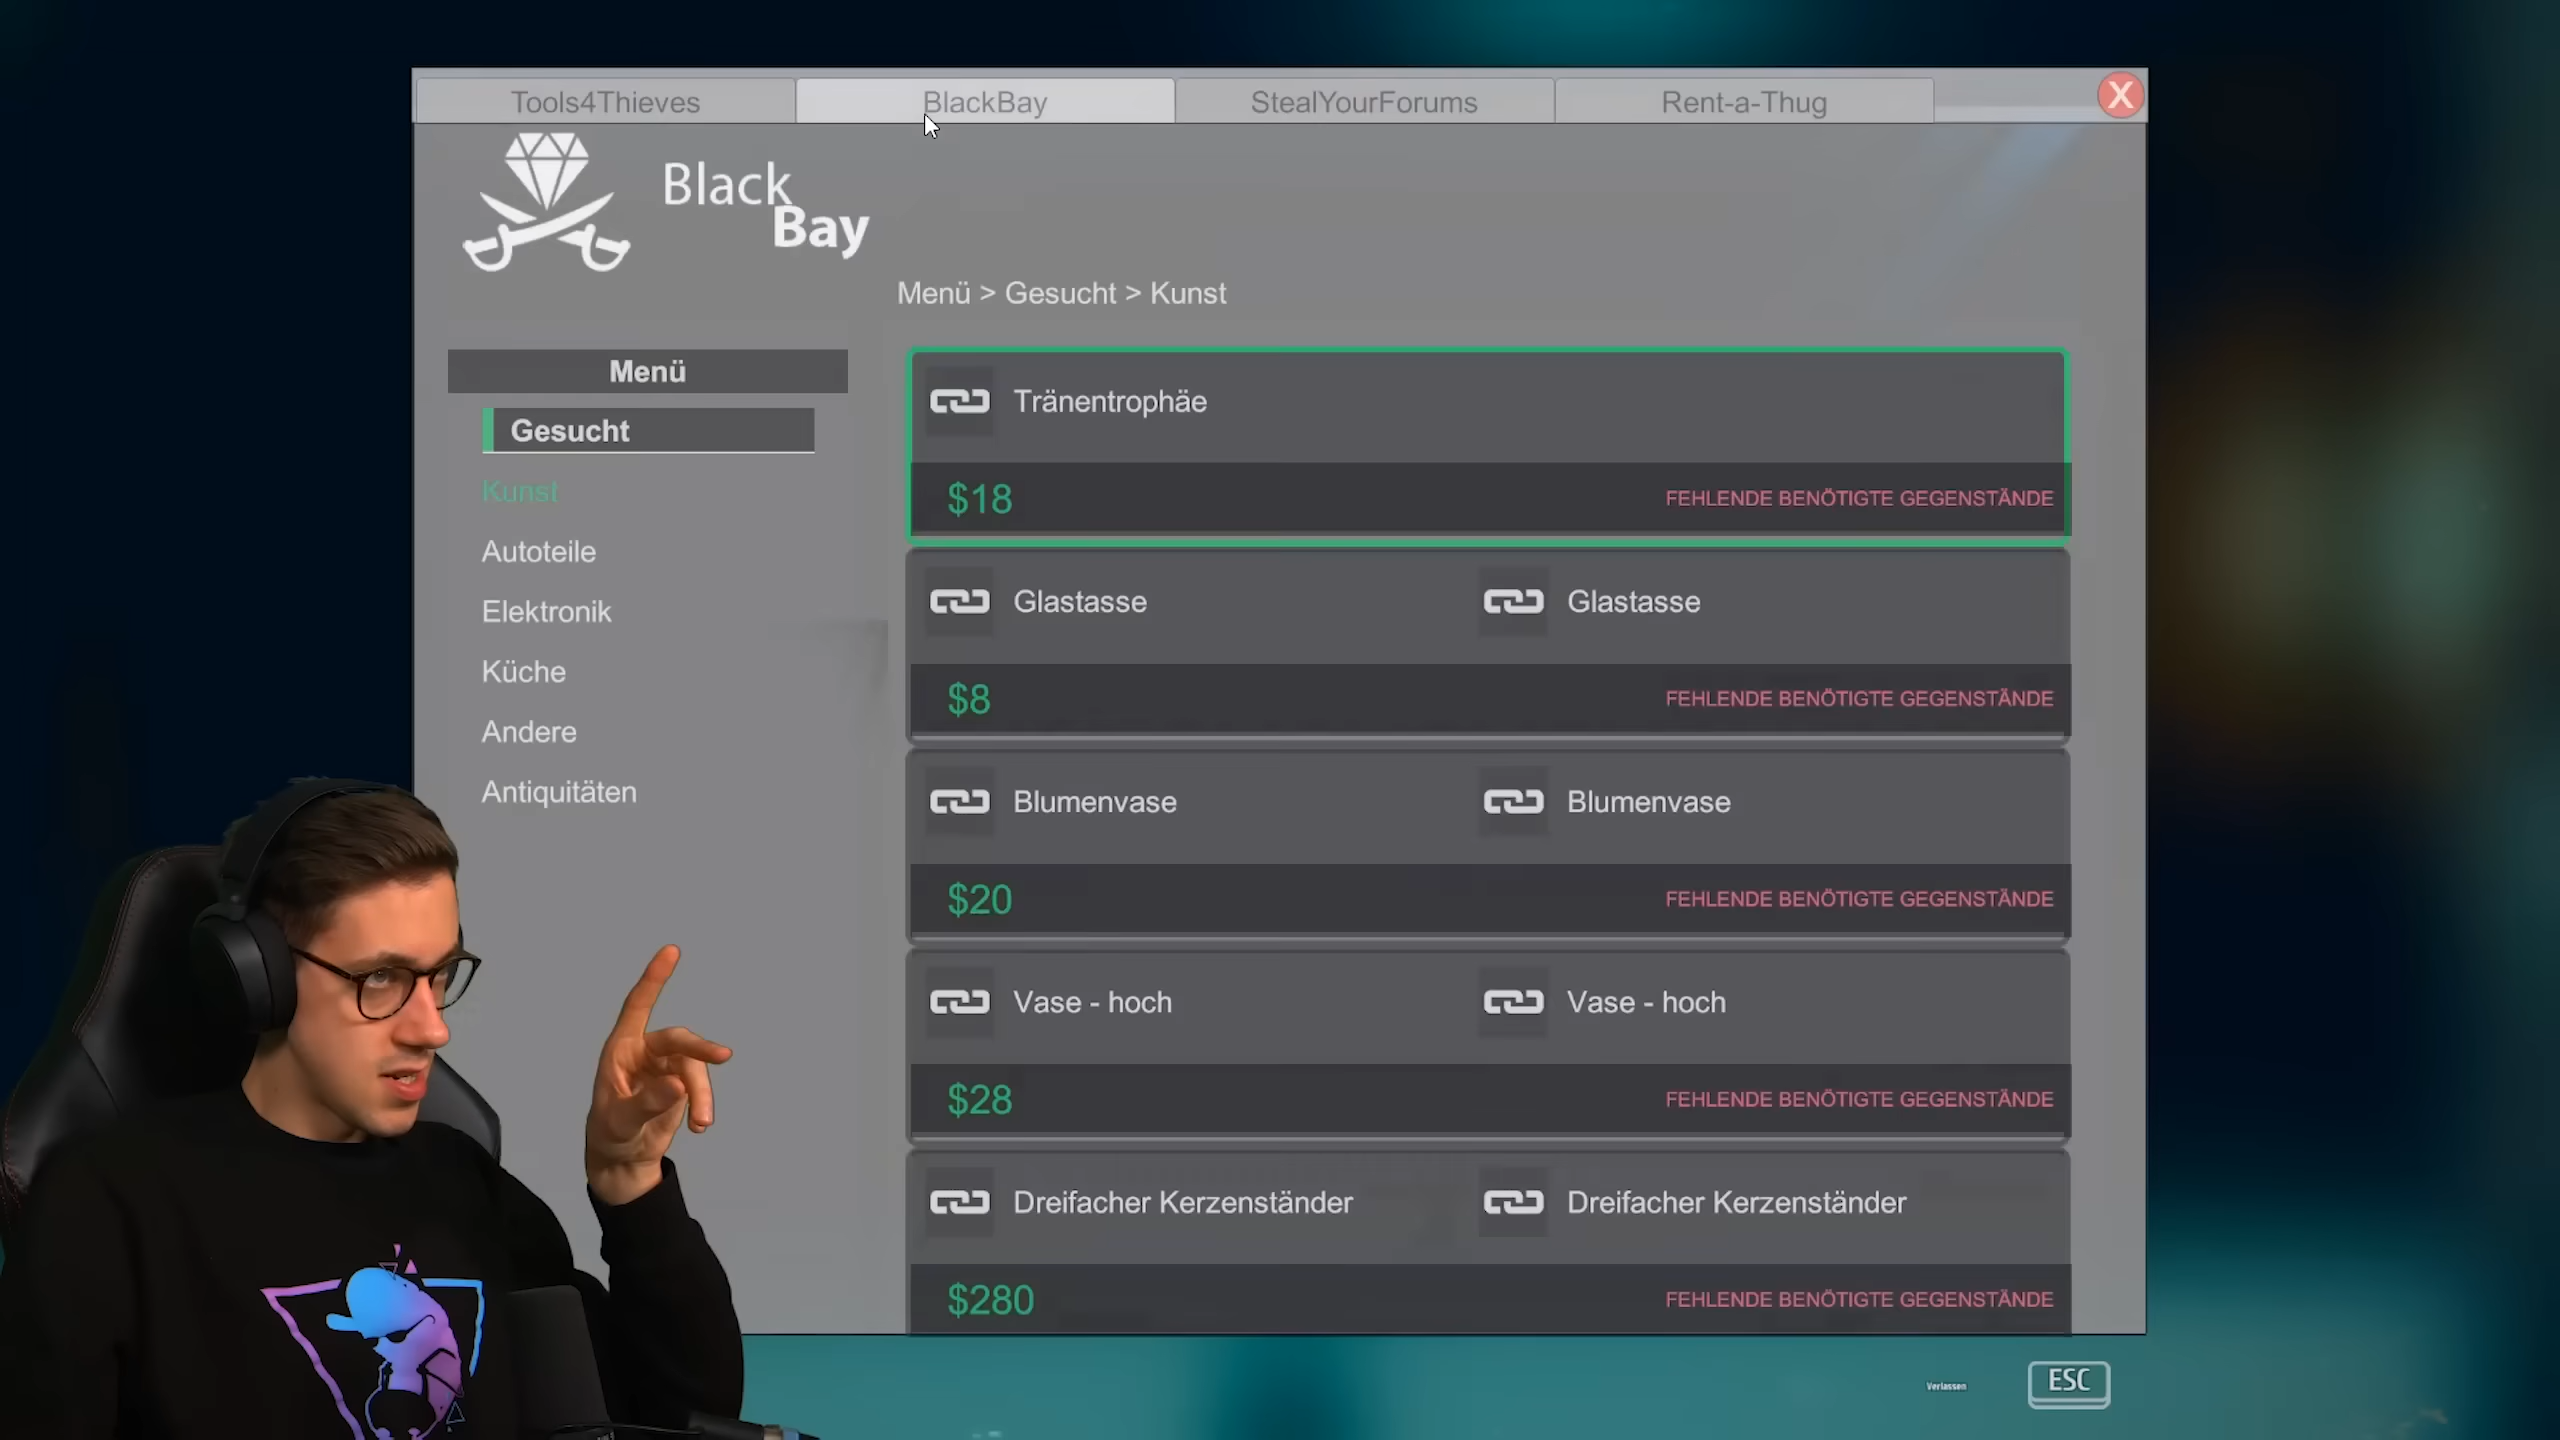 Tools4Thieves
BlackBay
StealYourForums
Rent-a-Thug
X
Black
Bay
Menü > Gesucht > Kunst
Menü
Gesucht
Kunst
Autoteile
Elektronik
Küche
Andere
Antiquitäten
Tränentrophäe
$18 FEHLENDE BENÖTIGTE GEGENSTÄNDE
Glastasse Glastasse
$8 FEHLENDE BENÖTIGTE GEGENSTÄNDE
Blumenvase Blumenvase
$20 FEHLENDE BENÖTIGTE GEGENSTÄNDE
Vase - hoch Vase - hoch
$28 FEHLENDE BENÖTIGTE GEGENSTÄNDE
Dreifacher Kerzenständer Dreifacher Kerzenständer
$280 FEHLENDE BENÖTIGTE GEGENSTÄNDE
Verlassen ESC